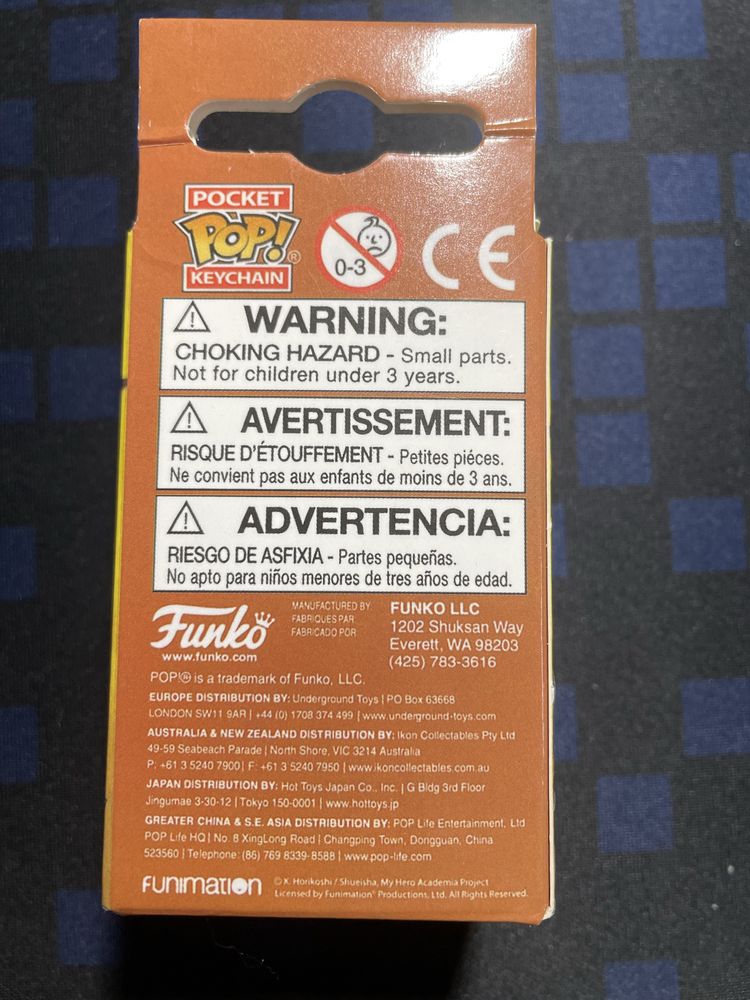 POCKET
POP!®
KEYCHAIN
0-3
CE
⚠ WARNING:
CHOKING HAZARD - Small parts.
Not for children under 3 years.
⚠ AVERTISSEMENT:
RISQUE D'ÉTOUFFEMENT - Petites piéces.
Ne convient pas aux enfants de moins de 3 ans.
⚠ ADVERTENCIA:
RIESGO DE ASFIXIA - Partes pequeñas.
No apto para niños menores de tres años de edad.
Funko
www.funko.com
MANUFACTURED BY
FABRIQUÉS PAR
FABRICADO POR
FUNKO LLC
1202 Shuksan Way
Everett, WA 98203
(425) 783-3616
POP!® is a trademark of Funko, LLC.
EUROPE DISTRIBUTION BY: Underground Toys | PO Box 63668
LONDON SW11 9AR | +44 (0) 1708 374 499 | www.underground-toys.com
AUSTRALIA & NEW ZEALAND DISTRIBUTION BY: Ikon Collectables Pty Ltd
49-59 Seabeach Parade | North Shore, VIC 3214 Australia
P: +61 3 5240 7900 | F: +61 3 5240 7950 | www.ikoncollectables.com.au
JAPAN DISTRIBUTION BY: Hot Toys Japan Co., Inc. | G Bldg 3rd Floor
Jingumae 3-30-12 | Tokyo 150-0001 | www.hottoys.jp
GREATER CHINA & S.E. ASIA DISTRIBUTION BY: POP Life Entertainment, Ltd
POP Life HQ | No. 8 XingLong Road | Changping Town, Dongguan, China
523560 | Telephone: (86) 769 8339-8588 | www.pop-life.com
FUNIMATION
© K. Horikoshi / Shueisha, My Hero Academia Project
Licensed by Funimation® Productions, Ltd. All Rights Reserved.